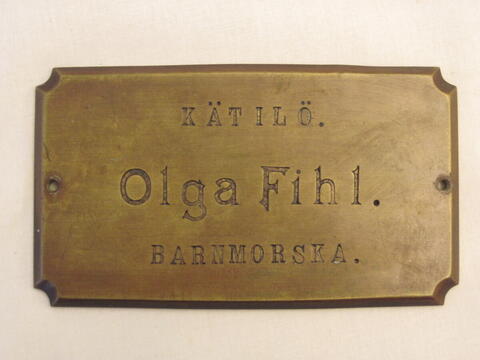 KÄTILÖ.
Olga Fihl.
BARNMORSKA.